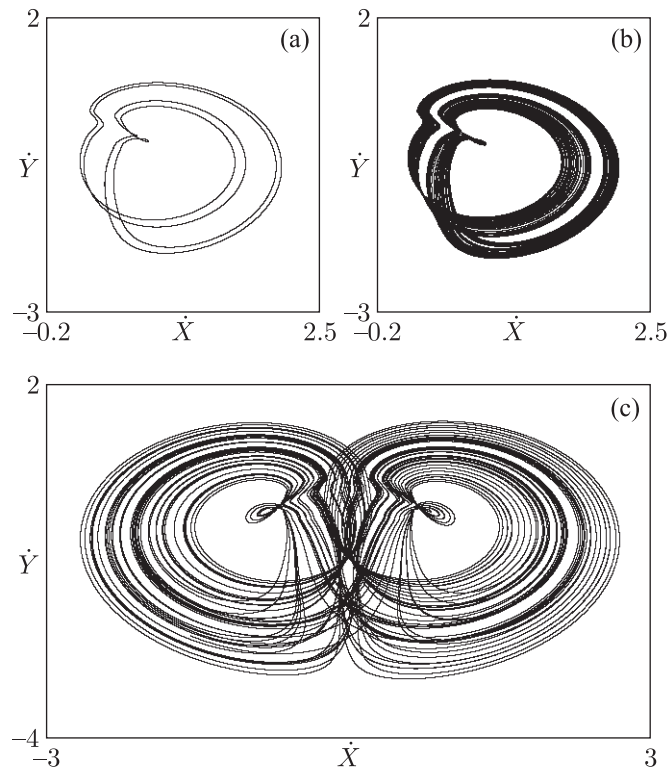 2 (a) 2 (b)
Ẏ Ẏ
−3 −3
−0.2 Ẋ 2.5 −0.2 Ẋ 2.5
2 (c)
Ẏ
−4
−3 Ẋ 3